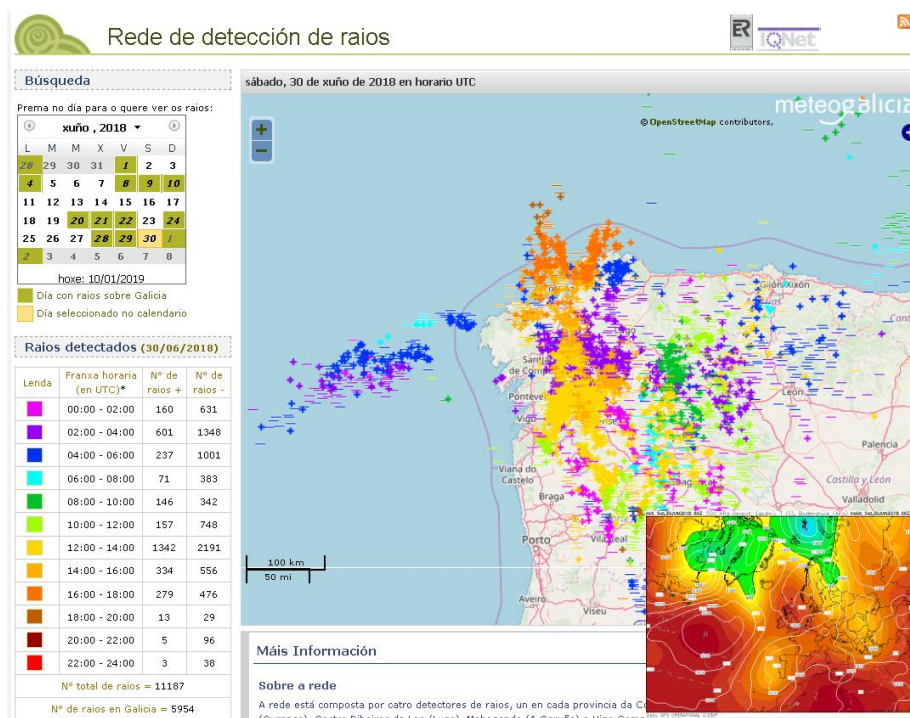 Rede de detección de raios
ER
IQNet
Búsqueda
Prema no día para o quere ver os raios:
xuño , 2018
L M M X V S D
28 29 30 31 1 2 3
4 5 6 7 8 9 10
11 12 13 14 15 16 17
18 19 20 21 22 23 24
25 26 27 28 29 30 1
2 3 4 5 6 7 8
hoxe: 10/01/2019
Día con raios sobre Galicia
Día seleccionado no calendario
Raios detectados (30/06/2018)
Lenda Franxa horaria (en UTC)* Nº de raios + Nº de raios -
00:00 - 02:00 160 631
02:00 - 04:00 601 1348
04:00 - 06:00 237 1001
06:00 - 08:00 71 383
08:00 - 10:00 146 342
10:00 - 12:00 157 748
12:00 - 14:00 1342 2191
14:00 - 16:00 334 556
16:00 - 18:00 279 476
18:00 - 20:00 13 29
20:00 - 22:00 5 96
22:00 - 24:00 3 38
Nº total de raios = 11187
Nº de raios en Galicia = 5954
sábado, 30 de xuño de 2018 en horario UTC
meteogalicia
© OpenStreetMap contributors,
+
−
Gijón/Xixón
Lugo
León
Vigo
Palencia
Viana do Castelo
Castilla y León
Braga
Valladolid
Porto
Vila Real
100 km
50 mi
Aveiro
Viseu
Máis Información
Sobre a rede
A rede está composta por catro detectores de raios, un en cada provincia da